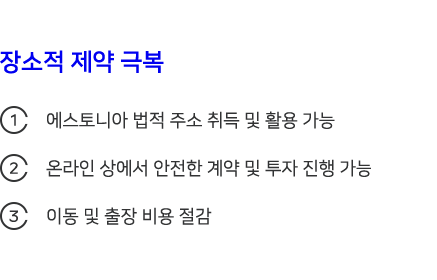 장소적 제약 극복
① 에스토니아 법적 주소 취득 및 활용 가능
② 온라인 상에서 안전한 계약 및 투자 진행 가능
③ 이동 및 출장 비용 절감